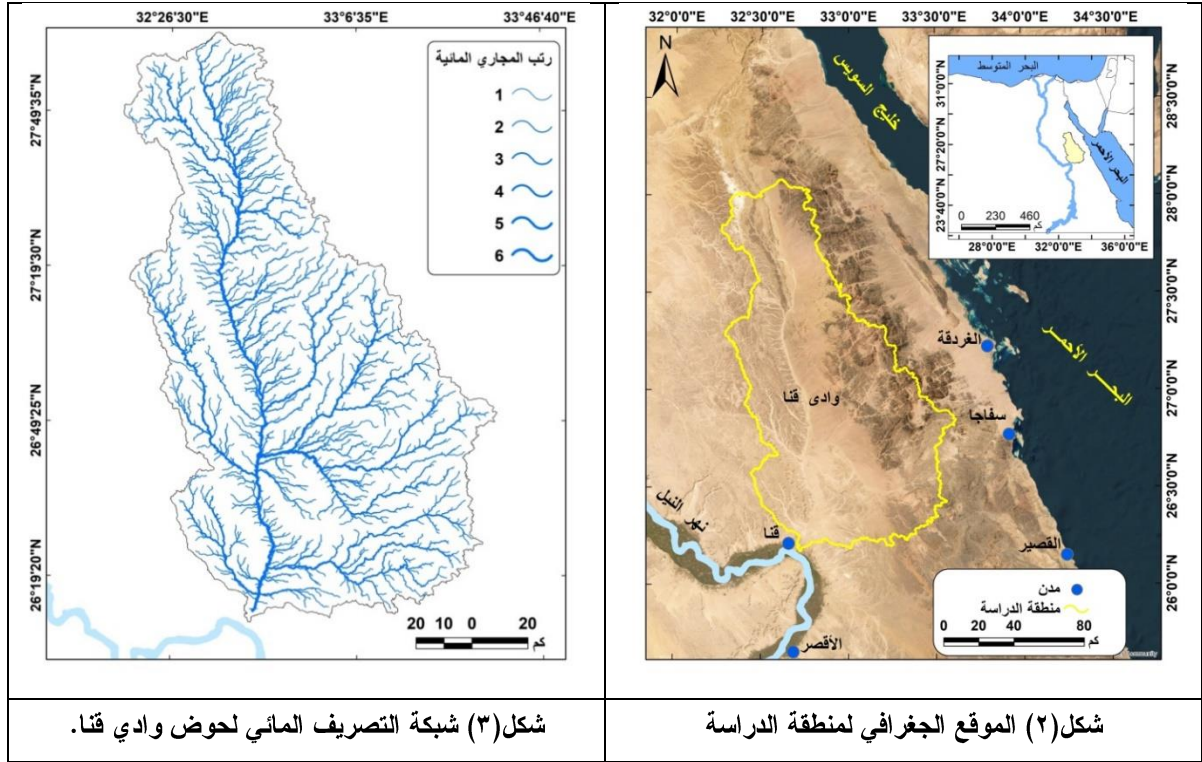 32°0'0"E 32°30'0"E 33°0'0"E 33°30'0"E 34°0'0"E 34°30'0"E
28°30'0"N
28°0'0"N
27°30'0"N
27°0'0"N
26°30'0"N
26°0'0"N
N
خليج السويس
البحر الأحمر
الغردقة
سفاجا
القصير
وادى قنا
نهر النيل
قنا
الأقصر
البحر المتوسط
البحر الأحمر
31°0'0"N
27°20'0"N
23°40'0"N
0 230 460
كم
28°0'0"E 32°0'0"E 36°0'0"E
مدن
منطقة الدراسة
0 20 40 80
كم
شكل(٢) الموقع الجغرافي لمنطقة الدراسة
32°26'30"E 33°6'35"E 33°46'40"E
27°49'35"N
27°19'30"N
26°49'25"N
26°19'20"N
رتب المجاري المائية
1
2
3
4
5
6
20 10 0 20
كم
شكل(٣) شبكة التصريف المائي لحوض وادي قنا.